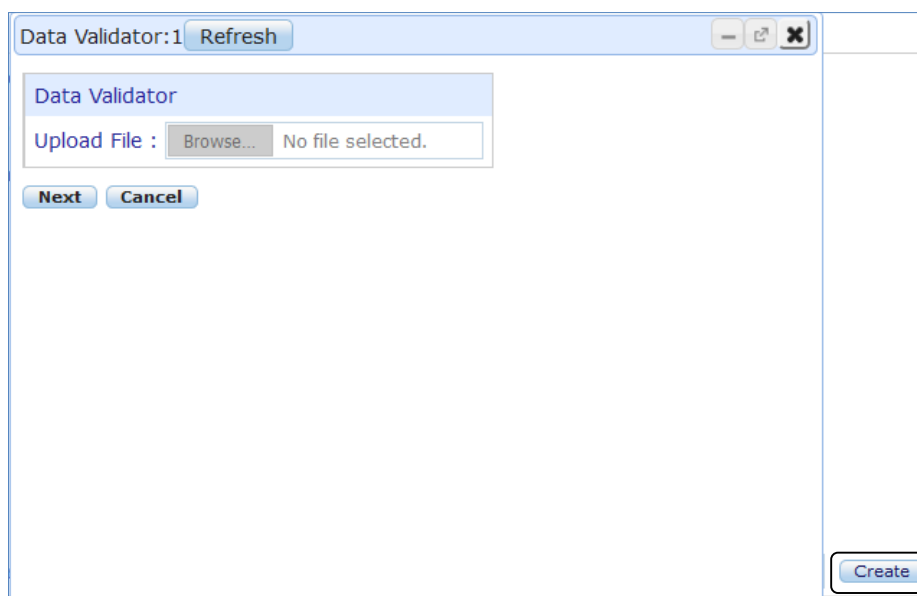 Data Validator:1 Refresh
Data Validator
Upload File : Browse... No file selected.
Next Cancel
Create